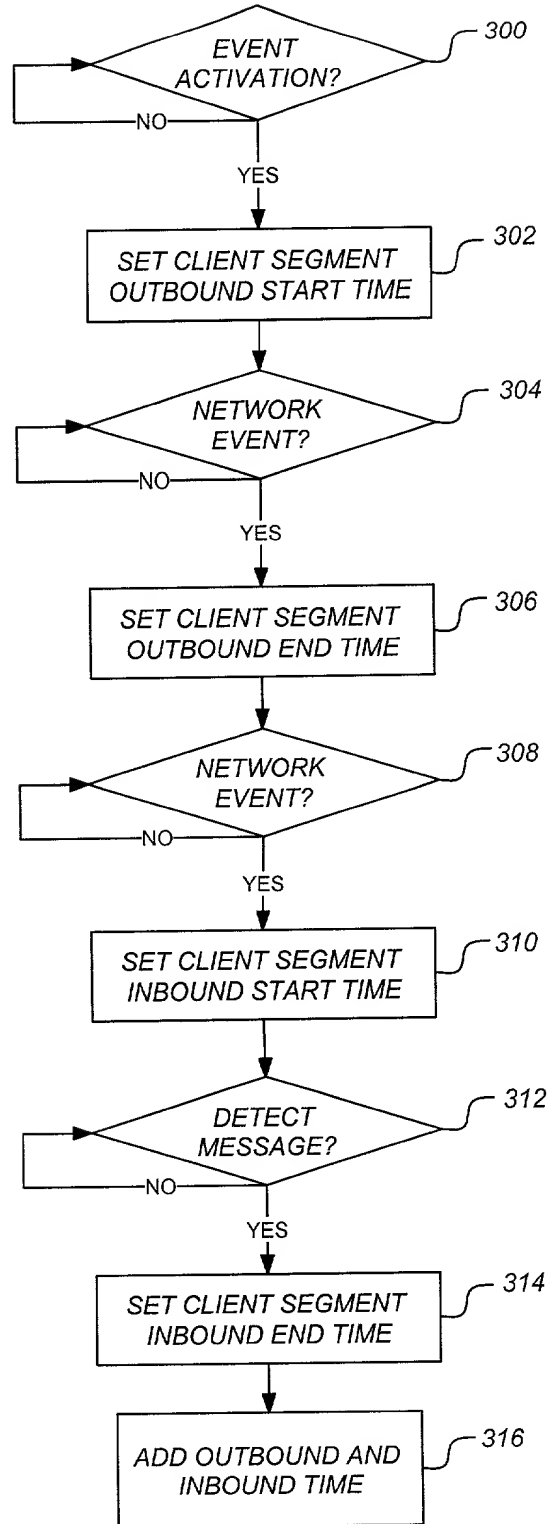 EVENT
ACTIVATION?
300
NO
YES
SET CLIENT SEGMENT
OUTBOUND START TIME
302
NETWORK
EVENT?
304
NO
YES
SET CLIENT SEGMENT
OUTBOUND END TIME
306
NETWORK
EVENT?
308
NO
YES
SET CLIENT SEGMENT
INBOUND START TIME
310
DETECT
MESSAGE?
312
NO
YES
SET CLIENT SEGMENT
INBOUND END TIME
314
ADD OUTBOUND AND
INBOUND TIME
316